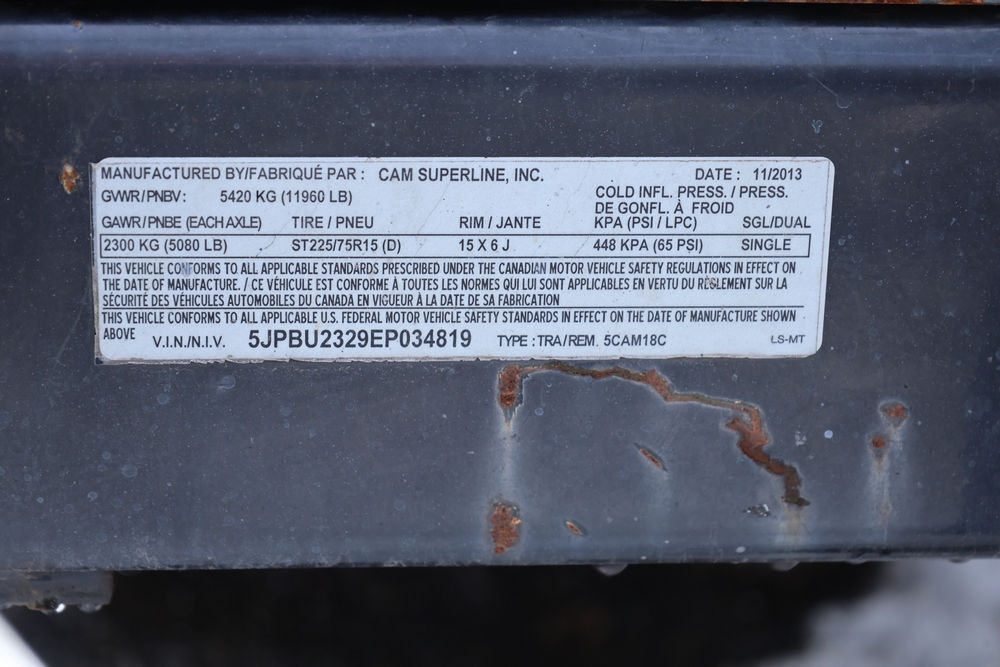 MANUFACTURED BY/FABRIQUÉ PAR : CAM SUPERLINE, INC. DATE : 11/2013
GVWR/PNBV: 5420 KG (11960 LB) COLD INFL. PRESS. / PRESS.
DE GONFL. À FROID
GAWR/PNBE (EACH AXLE) TIRE / PNEU RIM / JANTE KPA (PSI / LPC) SGL/DUAL
2300 KG (5080 LB) ST225/75R15 (D) 15 X 6 J 448 KPA (65 PSI) SINGLE
THIS VEHICLE CONFORMS TO ALL APPLICABLE STANDARDS PRESCRIBED UNDER THE CANADIAN MOTOR VEHICLE SAFETY REGULATIONS IN EFFECT ON
THE DATE OF MANUFACTURE. / CE VÉHICULE EST CONFORME À TOUTES LES NORMES QUI LUI SONT APPLICABLES EN VERTU DU RÈGLEMENT SUR LA
SÉCURITÉ DES VÉHICULES AUTOMOBILES DU CANADA EN VIGUEUR À LA DATE DE SA FABRICATION
THIS VEHICLE CONFORMS TO ALL APPLICABLE U.S. FEDERAL MOTOR VEHICLE SAFETY STANDARDS IN EFFECT ON THE DATE OF MANUFACTURE SHOWN
ABOVE
V.I.N./N.I.V. 5JPBU2329EP034819 TYPE : TRA/REM. 5CAM18C LS-MT